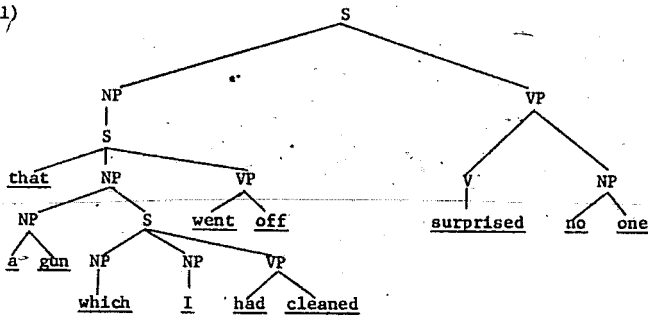 1) S
NP VP
S
that NP VP V NP
NP S went off surprised no one
a gun NP NP VP
which I had cleaned